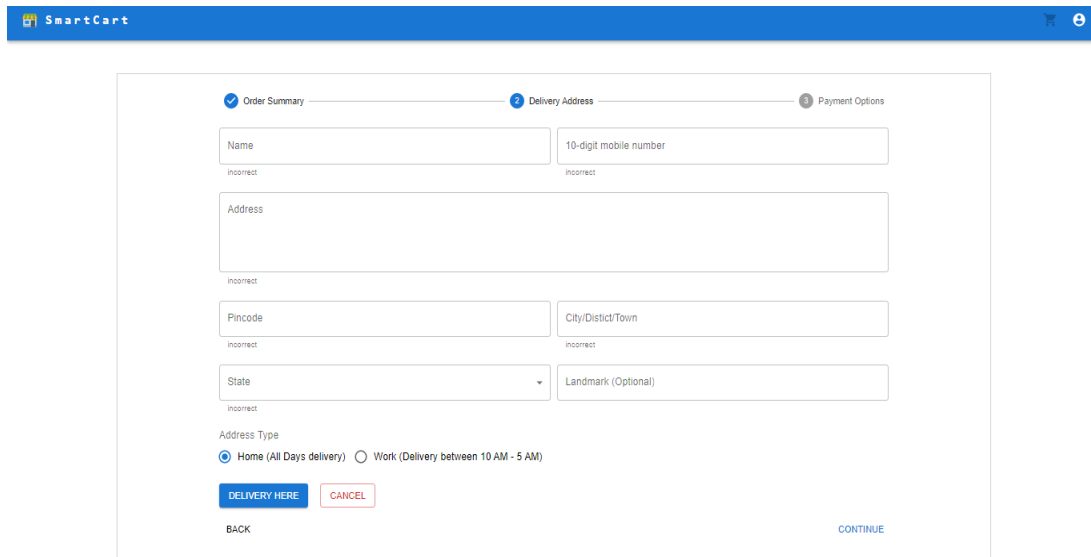 SmartCart
Order Summary 2 Delivery Address 3 Payment Options
Name 10-digit mobile number
incorrect incorrect
Address
incorrect
Pincode City/Distict/Town
incorrect incorrect
State Landmark (Optional)
incorrect
Address Type
Home (All Days delivery) Work (Delivery between 10 AM - 5 AM)
DELIVERY HERE CANCEL
BACK CONTINUE